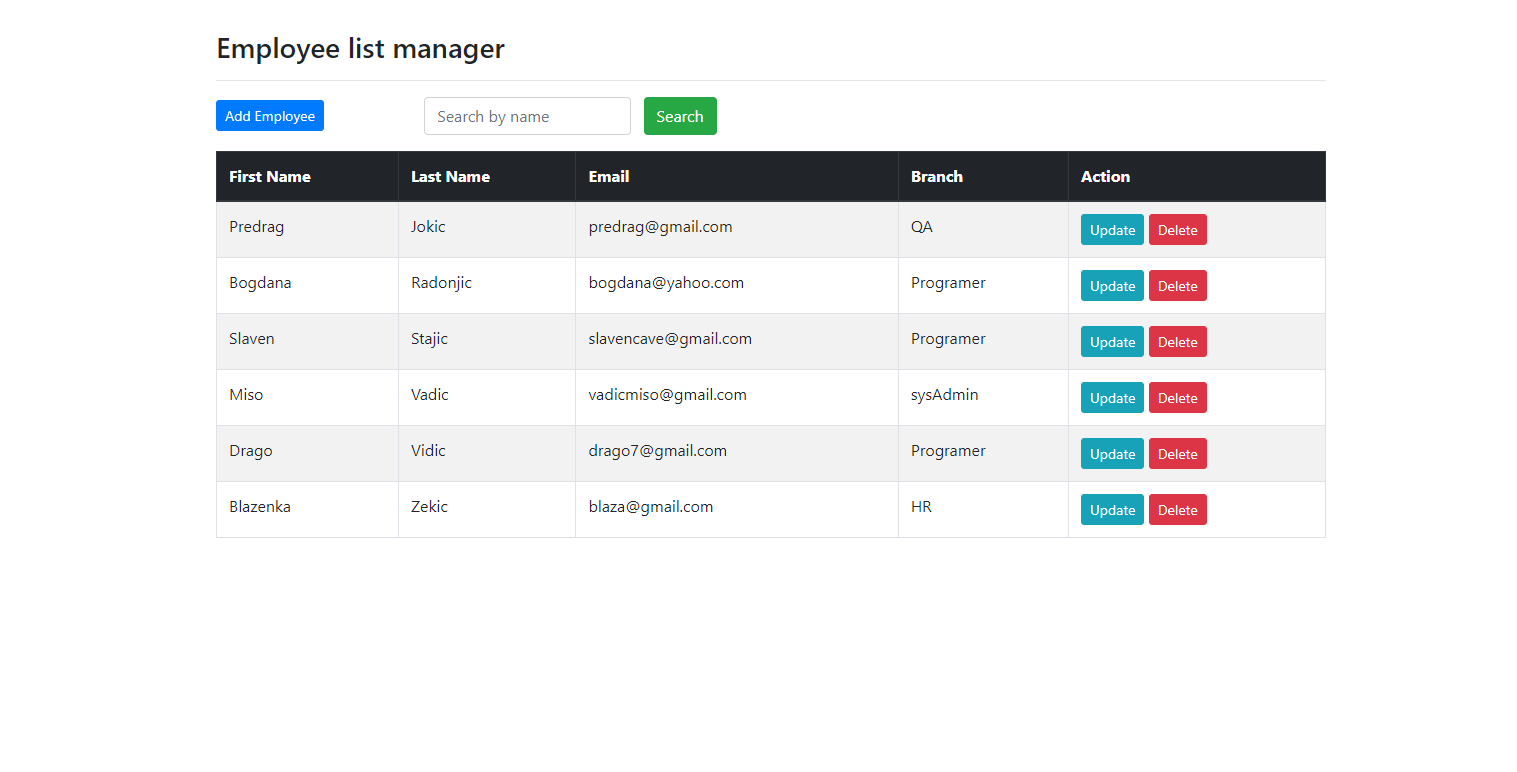 Employee list manager
Add Employee Search by name Search
First Name Last Name Email Branch Action
Predrag Jokic predrag@gmail.com QA Update Delete
Bogdana Radonjic bogdana@yahoo.com Programer Update Delete
Slaven Stajic slavencave@gmail.com Programer Update Delete
Miso Vadic vadicmiso@gmail.com sysAdmin Update Delete
Drago Vidic drago7@gmail.com Programer Update Delete
Blazenka Zekic blaza@gmail.com HR Update Delete